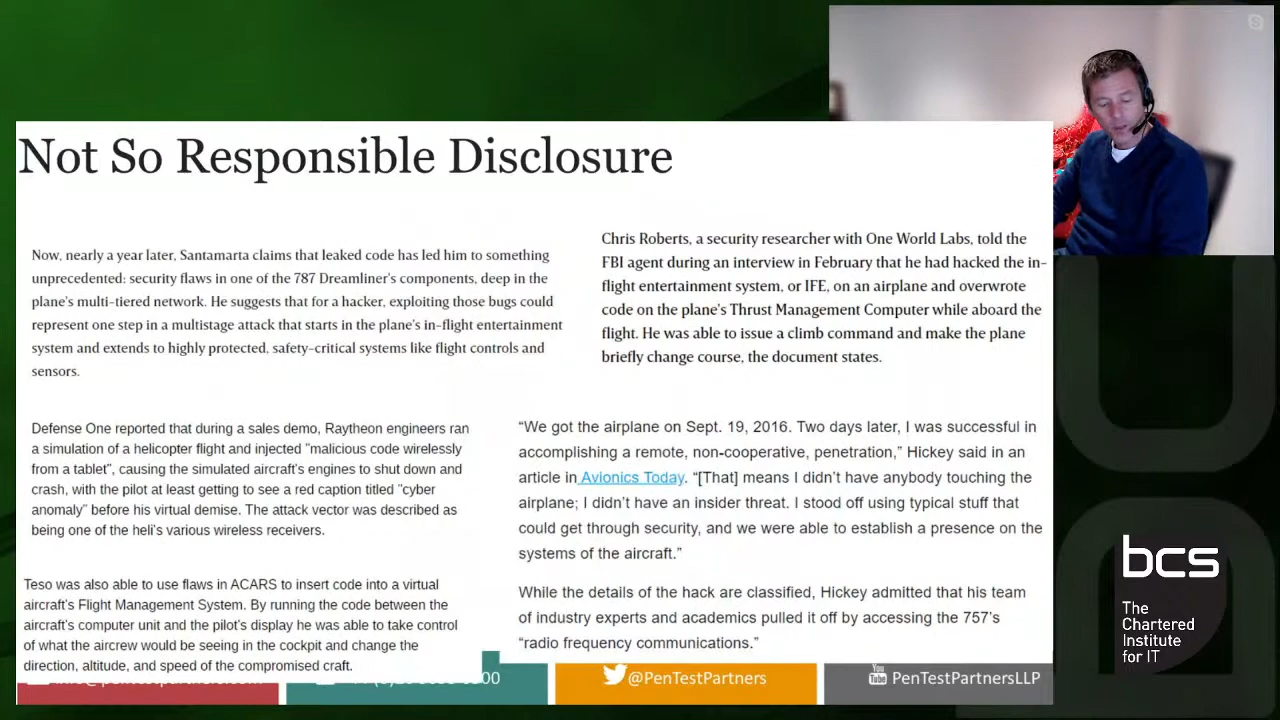 Not So Responsible Disclosure
Now, nearly a year later, Santamarta claims that leaked code has led him to something
unprecedented: security flaws in one of the 787 Dreamliner's components, deep in the
plane's multi-tiered network. He suggests that for a hacker, exploiting those bugs could
represent one step in a multistage attack that starts in the plane's in-flight entertainment
system and extends to highly protected, safety-critical systems like flight controls and
sensors.
Chris Roberts, a security researcher with One World Labs, told the
FBI agent during an interview in February that he had hacked the in-
flight entertainment system, or IFE, on an airplane and overwrote
code on the plane's Thrust Management Computer while aboard the
flight. He was able to issue a climb command and make the plane
briefly change course, the document states.
Defense One reported that during a sales demo, Raytheon engineers ran
a simulation of a helicopter flight and injected "malicious code wirelessly
from a tablet", causing the simulated aircraft's engines to shut down and
crash, with the pilot at least getting to see a red caption titled "cyber
anomaly" before his virtual demise. The attack vector was described as
being one of the heli's various wireless receivers.
“We got the airplane on Sept. 19, 2016. Two days later, I was successful in
accomplishing a remote, non-cooperative, penetration,” Hickey said in an
article in Avionics Today. “[That] means I didn’t have anybody touching the
airplane; I didn’t have an insider threat. I stood off using typical stuff that
could get through security, and we were able to establish a presence on the
systems of the aircraft.”
Teso was also able to use flaws in ACARS to insert code into a virtual
aircraft's Flight Management System. By running the code between the
aircraft's computer unit and the pilot's display he was able to take control
of what the aircrew would be seeing in the cockpit and change the
direction, altitude, and speed of the compromised craft.
While the details of the hack are classified, Hickey admitted that his team
of industry experts and academics pulled it off by accessing the 757’s
“radio frequency communications.”
@PenTestPartners
You Tube PenTestPartnersLLP
bcs
The
Chartered
Institute
for IT